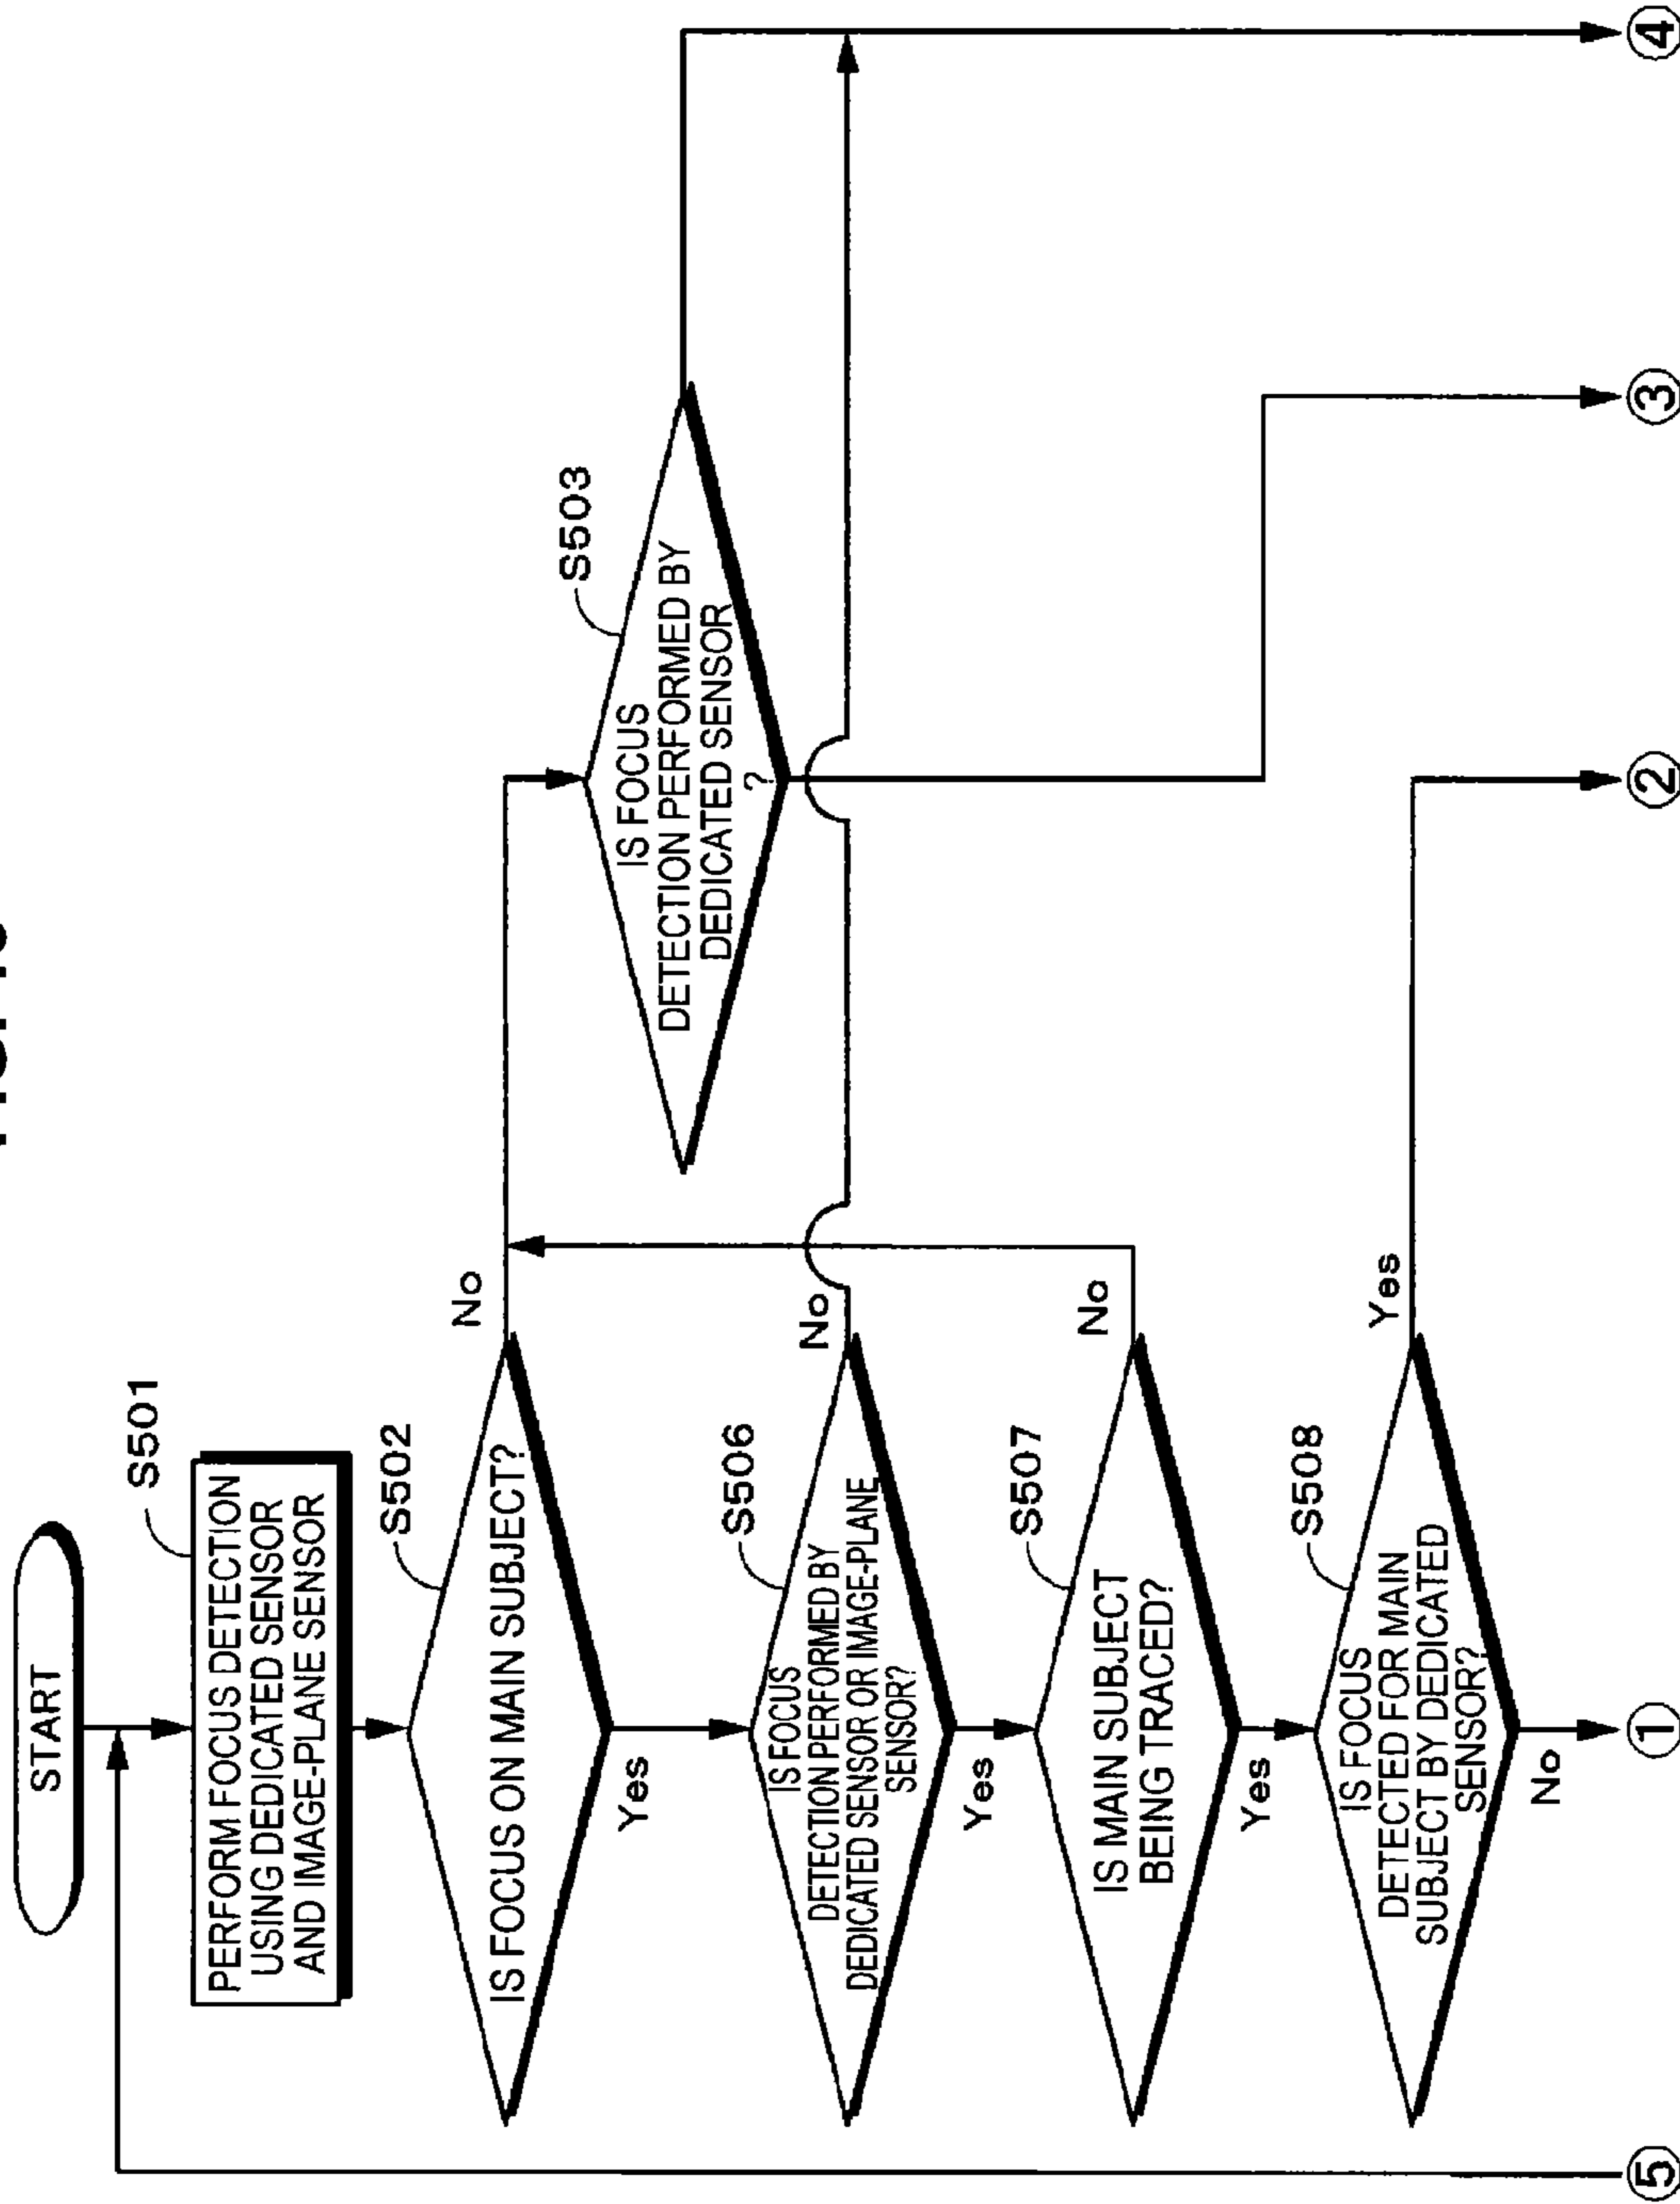 START
S501
PERFORM FOCUS DETECTION
USING DEDICATED SENSOR
AND IMAGE-PLANE SENSOR
S502
IS FOCUS ON MAIN SUBJECT?
No
Yes
S503
IS FOCUS
DETECTION PERFORMED BY
DEDICATED SENSOR
?
S506
IS FOCUS
DETECTION PERFORMED BY
DEDICATED SENSOR OR IMAGE-PLANE
SENSOR?
No
Yes
S507
IS MAIN SUBJECT
BEING TRACED?
No
Yes
S508
IS FOCUS
DETECTED FOR MAIN
SUBJECT BY DEDICATED
SENSOR?
Yes
No
⑤
①
②
③
④